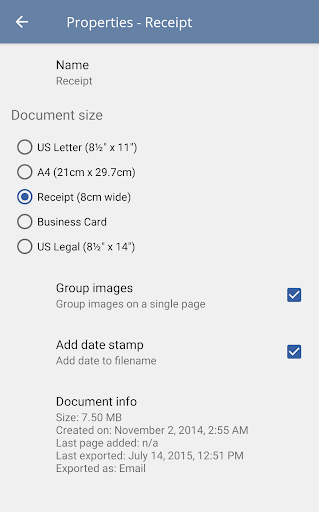 Properties - Receipt
Name
Receipt
Document size
US Letter (8½" x 11")
A4 (21cm x 29.7cm)
Receipt (8cm wide)
Business Card
US Legal (8½" x 14")
Group images
Group images on a single page
Add date stamp
Add date to filename
Document info
Size: 7.50 MB
Created on: November 2, 2014, 2:55 AM
Last page added: n/a
Last exported: July 14, 2015, 12:51 PM
Exported as: Email